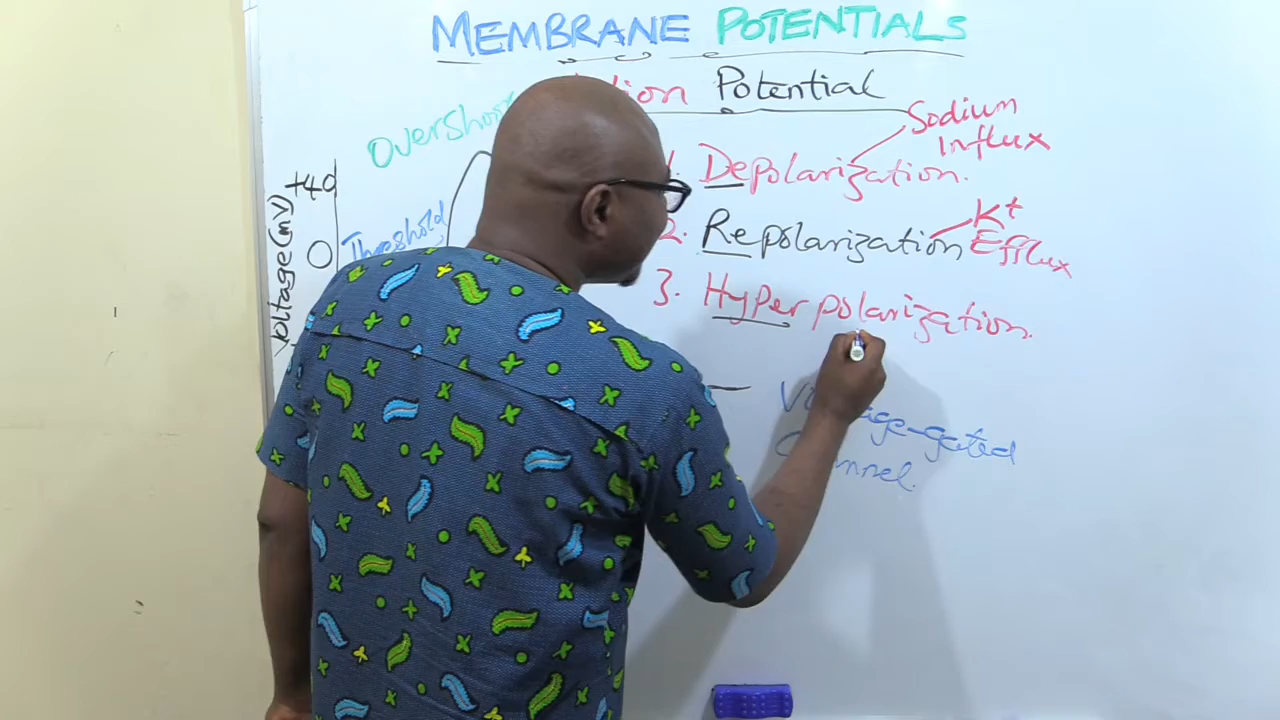 MEMBRANE POTENTIALS
Potential
Overshoot
Sodium
Influx
1. Depolarization.
+40
Threshold
K+
2. Repolarization
Efflux
0
Voltage (mV)
3. Hyperpolarization.
gated